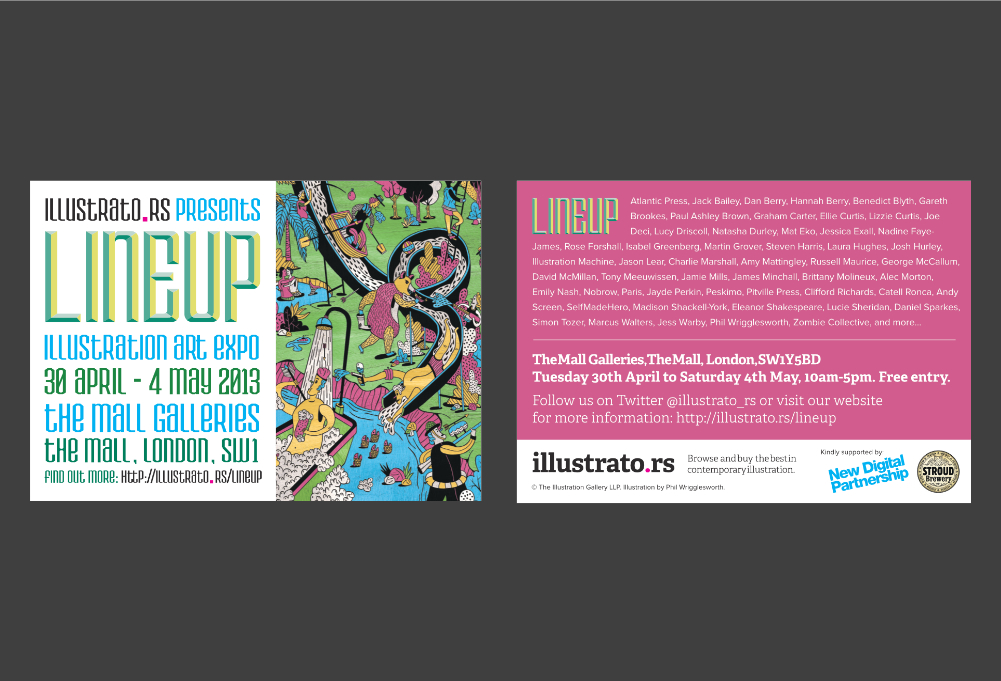 ILLUStRAtO.RS PReSeNtS
LINEUP
ILLUStRAtION ARt eXPO
30 APRIL - 4 MAY 2013
the MALL GALLERIES
the MALL, LONDON, SW1
FIND OUt MORe: Http://ILLUStRAtO.RS/LINeUP
LINEUP
Atlantic Press, Jack Bailey, Dan Berry, Hannah Berry, Benedict Blyth, Gareth
Brookes, Paul Ashley Brown, Graham Carter, Ellie Curtis, Lizzie Curtis, Joe
Deci, Lucy Driscoll, Natasha Durley, Mat Eko, Jessica Exall, Nadine Faye-
James, Rose Forshall, Isabel Greenberg, Martin Grover, Steven Harris, Laura Hughes, Josh Hurley,
Illustration Machine, Jason Lear, Charlie Marshall, Amy Mattingley, Russell Maurice, George McCallum,
David McMillan, Tony Meeuwissen, Jamie Mills, James Minchall, Brittany Molineux, Alec Morton,
Emily Nash, Nobrow, Paris, Jayde Perkin, Peskimo, Pitville Press, Clifford Richards, Catell Ronca, Andy
Screen, SelfMadeHero, Madison Shackell-York, Eleanor Shakespeare, Lucie Sheridan, Daniel Sparkes,
Simon Tozer, Marcus Walters, Jess Warby, Phil Wrigglesworth, Zombie Collective, and more...
The Mall Galleries, The Mall, London, SW1Y 5BD
Tuesday 30th April to Saturday 4th May, 10am-5pm. Free entry.
Follow us on Twitter @illustrato_rs or visit our website
for more information: http://illustrato.rs/lineup
illustrato.rs
Browse and buy the best in
contemporary illustration.
© The Illustration Gallery LLP. Illustration by Phil Wrigglesworth.
Kindly supported by
New Digital
Partnership
STROUD
Brewery